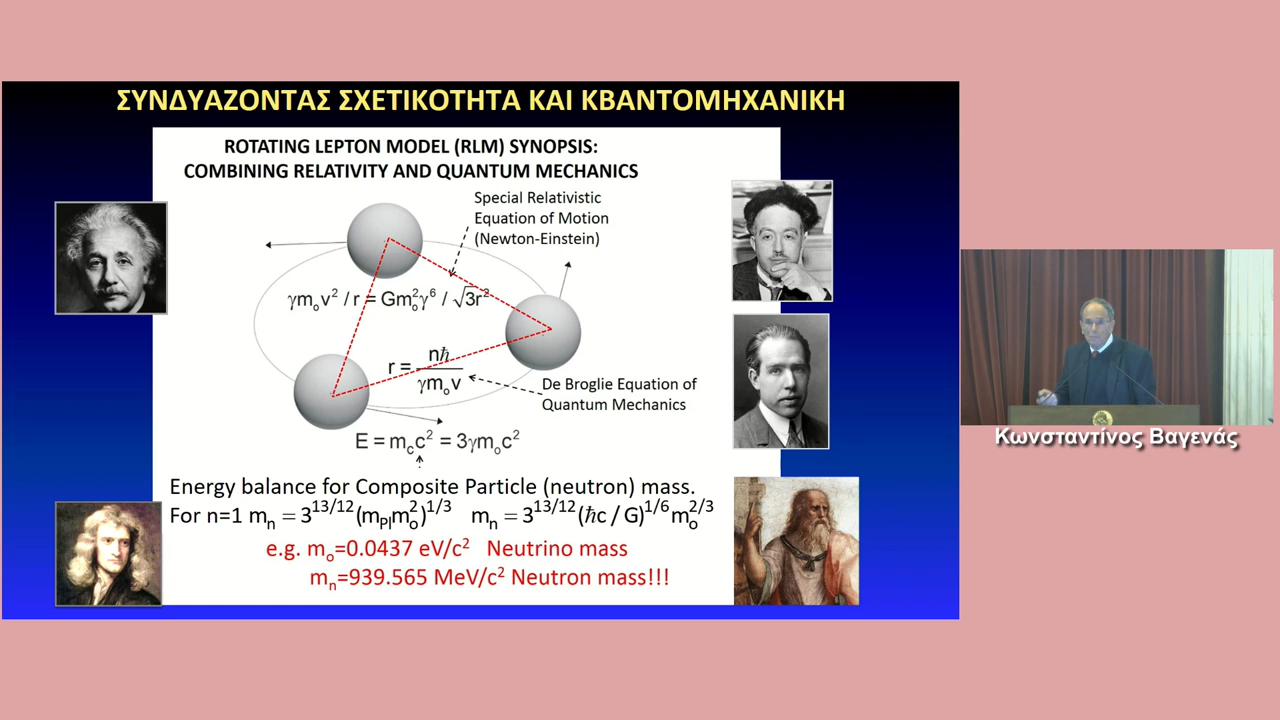 ΣΥΝΔΥΑΖΟΝΤΑΣ ΣΧΕΤΙΚΟΤΗΤΑ ΚΑΙ ΚΒΑΝΤΟΜΗΧΑΝΙΚΗ
ROTATING LEPTON MODEL (RLM) SYNOPSIS:
COMBINING RELATIVITY AND QUANTUM MECHANICS
Special Relativistic
Equation of Motion
(Newton-Einstein)
γm₀v² / r = Gm₀²γ⁶ / √3r²
r = nħ / γm₀v
De Broglie Equation of
Quantum Mechanics
E = m_c c² = 3γm₀c²
Energy balance for Composite Particle (neutron) mass.
For n=1 mₙ = 3^{13/12}(m_{Pl}m₀²)^{1/3} mₙ = 3^{13/12}(ħc / G)^{1/6} m₀^{2/3}
e.g. m₀=0.0437 eV/c² Neutrino mass
mₙ=939.565 MeV/c² Neutron mass!!!
Κωνσταντίνος Βαγενάς